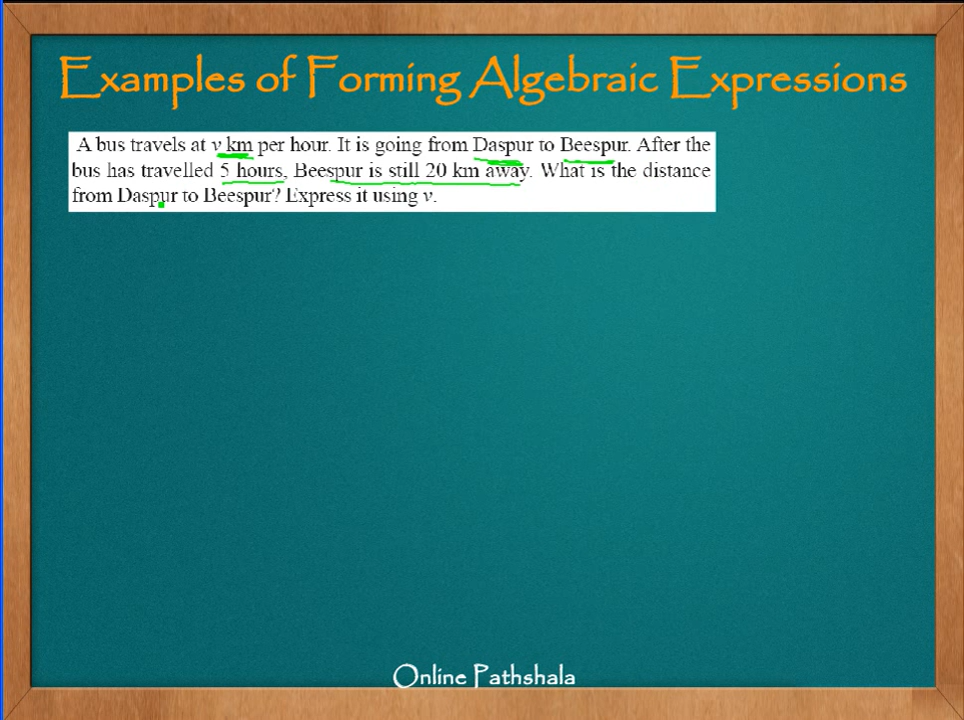 Examples of Forming Algebraic Expressions
A bus travels at v km per hour. It is going from Daspur to Beespur. After the
bus has travelled 5 hours, Beespur is still 20 km away. What is the distance
from Daspur to Beespur? Express it using v.
Online Pathshala